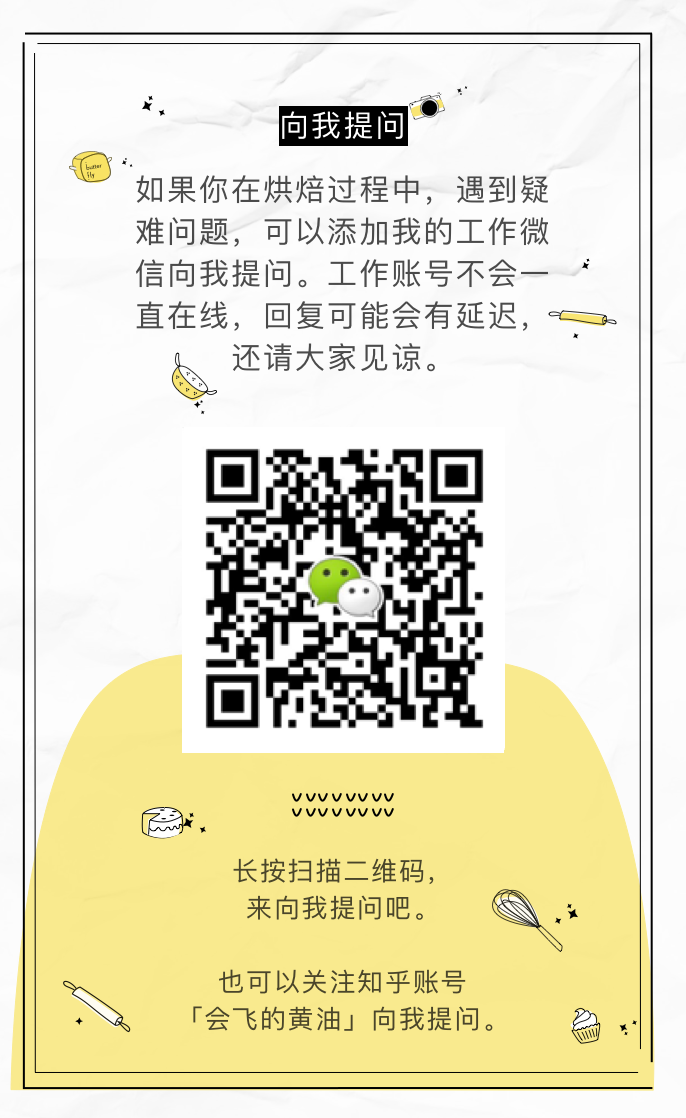 向我提问
butter
fly
如果你在烘焙过程中，遇到疑
难问题，可以添加我的工作微
信向我提问。工作账号不会一
直在线，回复可能会有延迟，
还请大家见谅。
长按扫描二维码，
来向我提问吧。
也可以关注知乎账号
「会飞的黄油」向我提问。